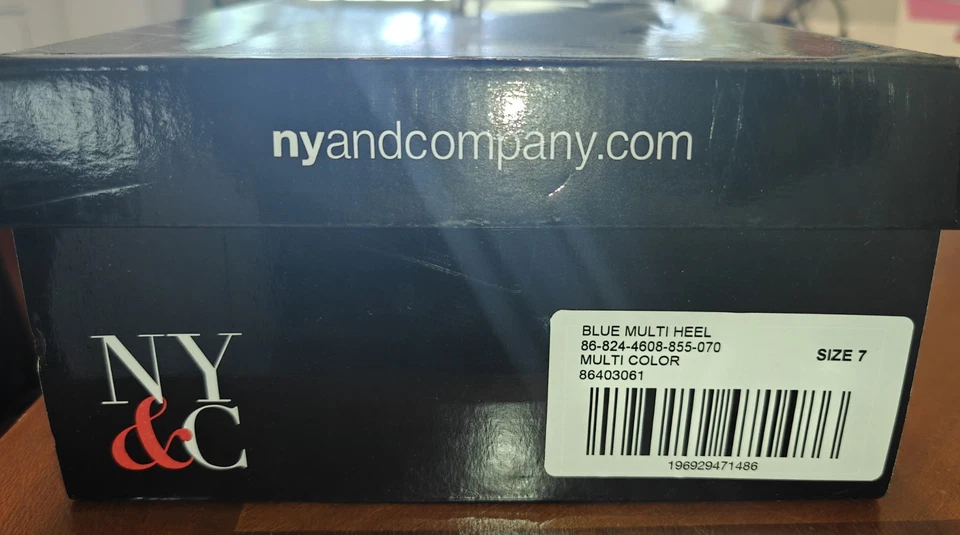 nyandcompany.com
NY
&C
BLUE MULTI HEEL
86-824-4608-855-070
MULTI COLOR
SIZE 7
86403061
196929471486